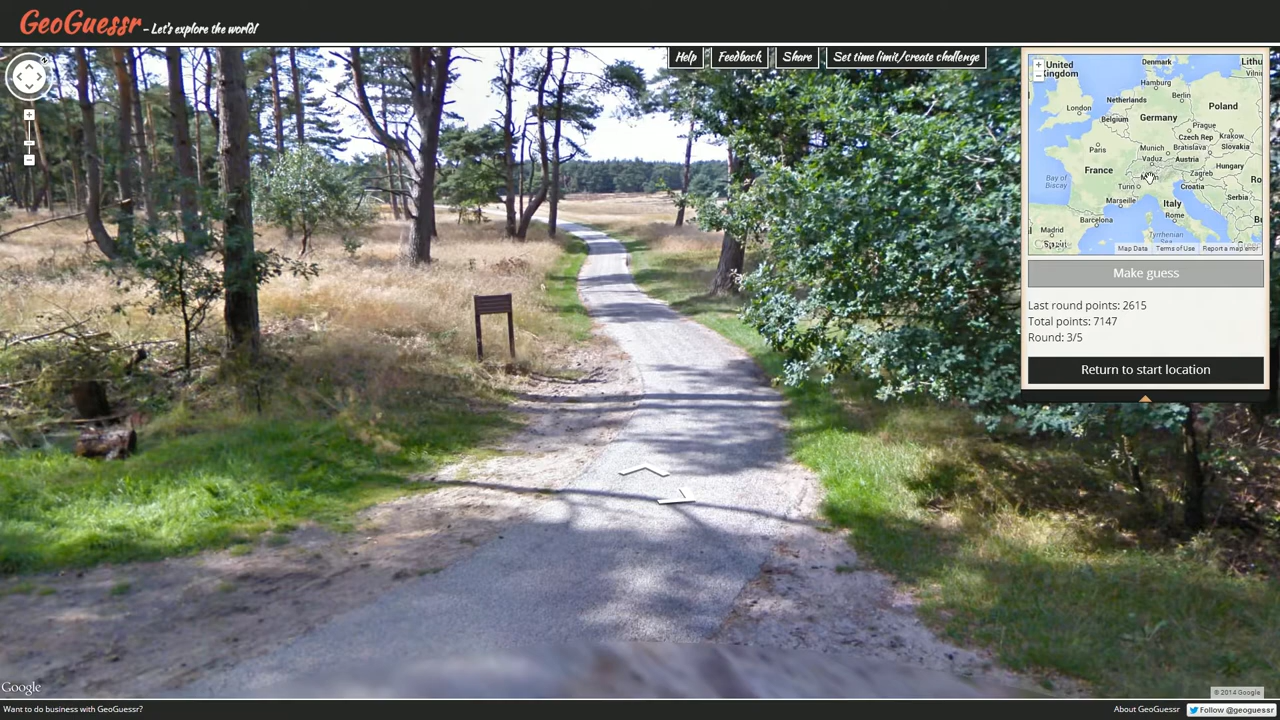 GeoGuessr – Let's explore the world!
Help
Feedback
Share
Set time limit/create challenge
United Kingdom
Denmark
Hamburg
Berlin
Netherlands
London
Belgium
Germany
Poland
Prague
Czech Rep
Krakow
Paris
Munich
Bratislava
Slovakia
Vaduz
Austria
France
Hungary
Zagreb
Bay of Biscay
Turin
Croatia
Marseille
Serbia
Italy
Barcelona
Rome
Madrid
Spain
Tyrrhenian
Map Data
Terms of Use
Report a map error
Make guess
Last round points: 2615
Total points: 7147
Round: 3/5
Return to start location
Google
© 2014 Google
Want to do business with GeoGuessr?
About GeoGuessr
Follow @geoguessr